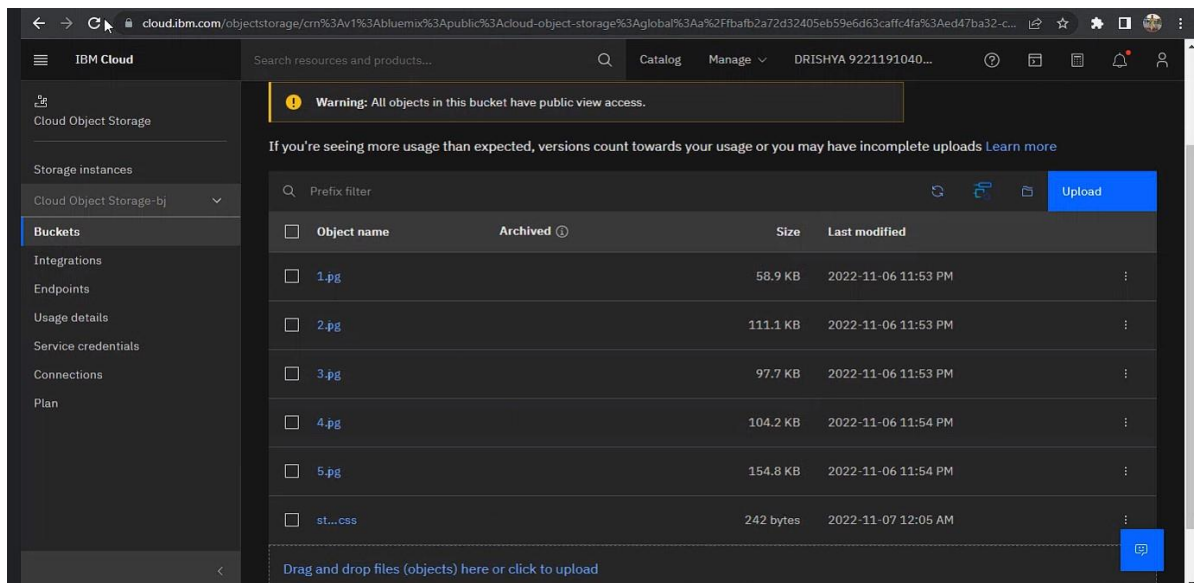 cloud.ibm.com/objectstorage/crn%3Av1%3Abluemix%3Apublic%3Acloud-object-storage%3Aglobal%3Aa%2Ffbafb2a72d32405eb59e6d63caffc4fa%3Aed47ba32-c...
IBM Cloud
Search resources and products...
Catalog
Manage
DRISHYA 9221191040...
Cloud Object Storage
Storage instances
Cloud Object Storage-bj
Buckets
Integrations
Endpoints
Usage details
Service credentials
Connections
Plan
Warning: All objects in this bucket have public view access.
If you're seeing more usage than expected, versions count towards your usage or you may have incomplete uploads Learn more
Prefix filter
Upload
Object name Archived Size Last modified
1.jpg 58.9 KB 2022-11-06 11:53 PM
2.jpg 111.1 KB 2022-11-06 11:53 PM
3.jpg 97.7 KB 2022-11-06 11:53 PM
4.jpg 104.2 KB 2022-11-06 11:54 PM
5.jpg 154.8 KB 2022-11-06 11:54 PM
st...css 242 bytes 2022-11-07 12:05 AM
Drag and drop files (objects) here or click to upload